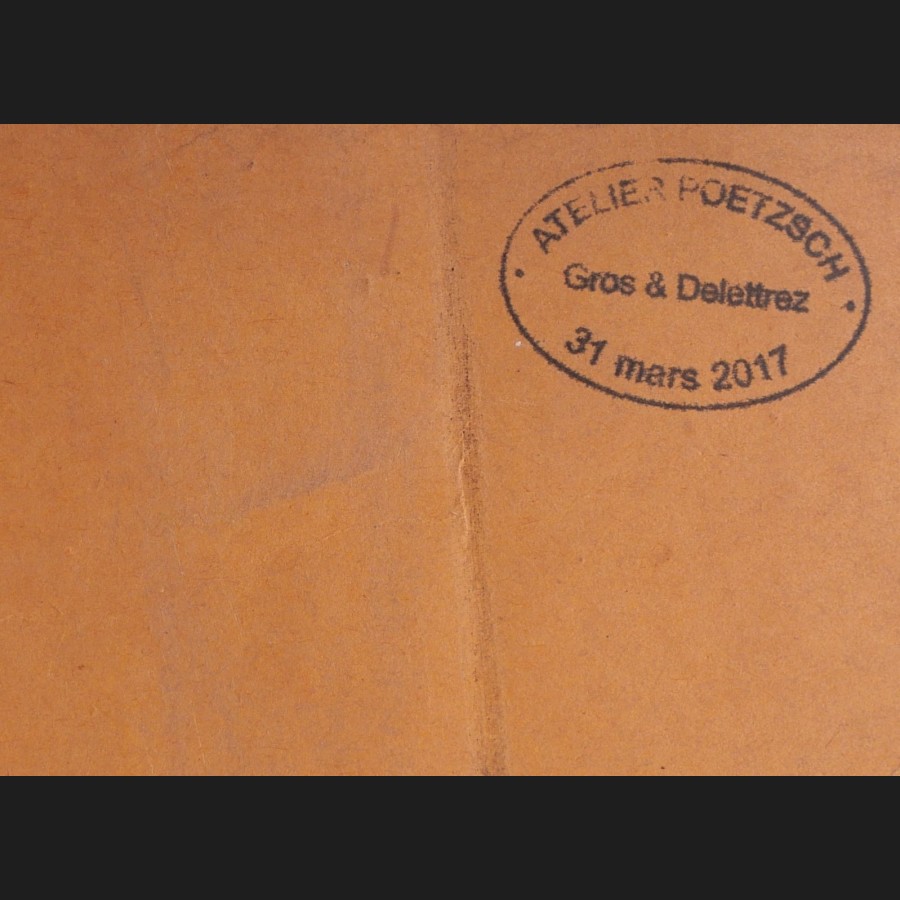 ATELIER POETZSCH
Gros & Delettrez
31 mars 2017